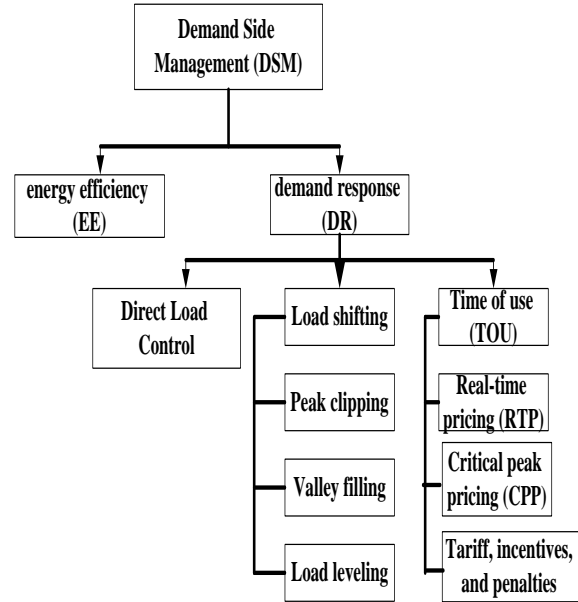 Demand Side
Management (DSM)
energy efficiency
(EE)
demand response
(DR)
Direct Load
Control
Load shifting
Peak clipping
Valley filling
Load leveling
Time of use
(TOU)
Real-time
pricing (RTP)
Critical peak
pricing (CPP)
Tariff, incentives,
and penalties